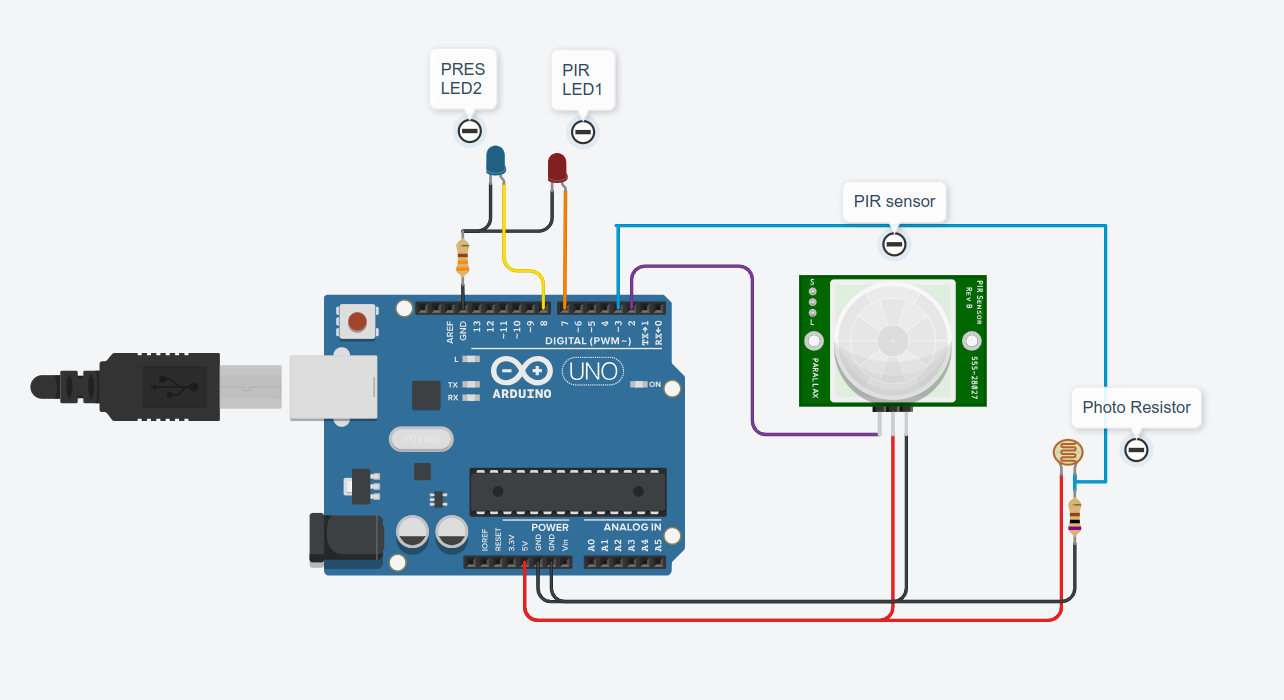 PRES
LED2
PIR
LED1
PIR sensor
Photo Resistor
S
L
PIR SENSOR
REV B
PARALLAX
555-28027
AREF
GND
13
12
~11
~10
~9
8
7
~6
~5
4
~3
2
TX→1
RX←0
DIGITAL (PWM~)
L
TX
RX
ARDUINO
UNO
ON
POWER
ANALOG IN
IOREF
RESET
3.3V
5V
GND
GND
Vin
A0
A1
A2
A3
A4
A5